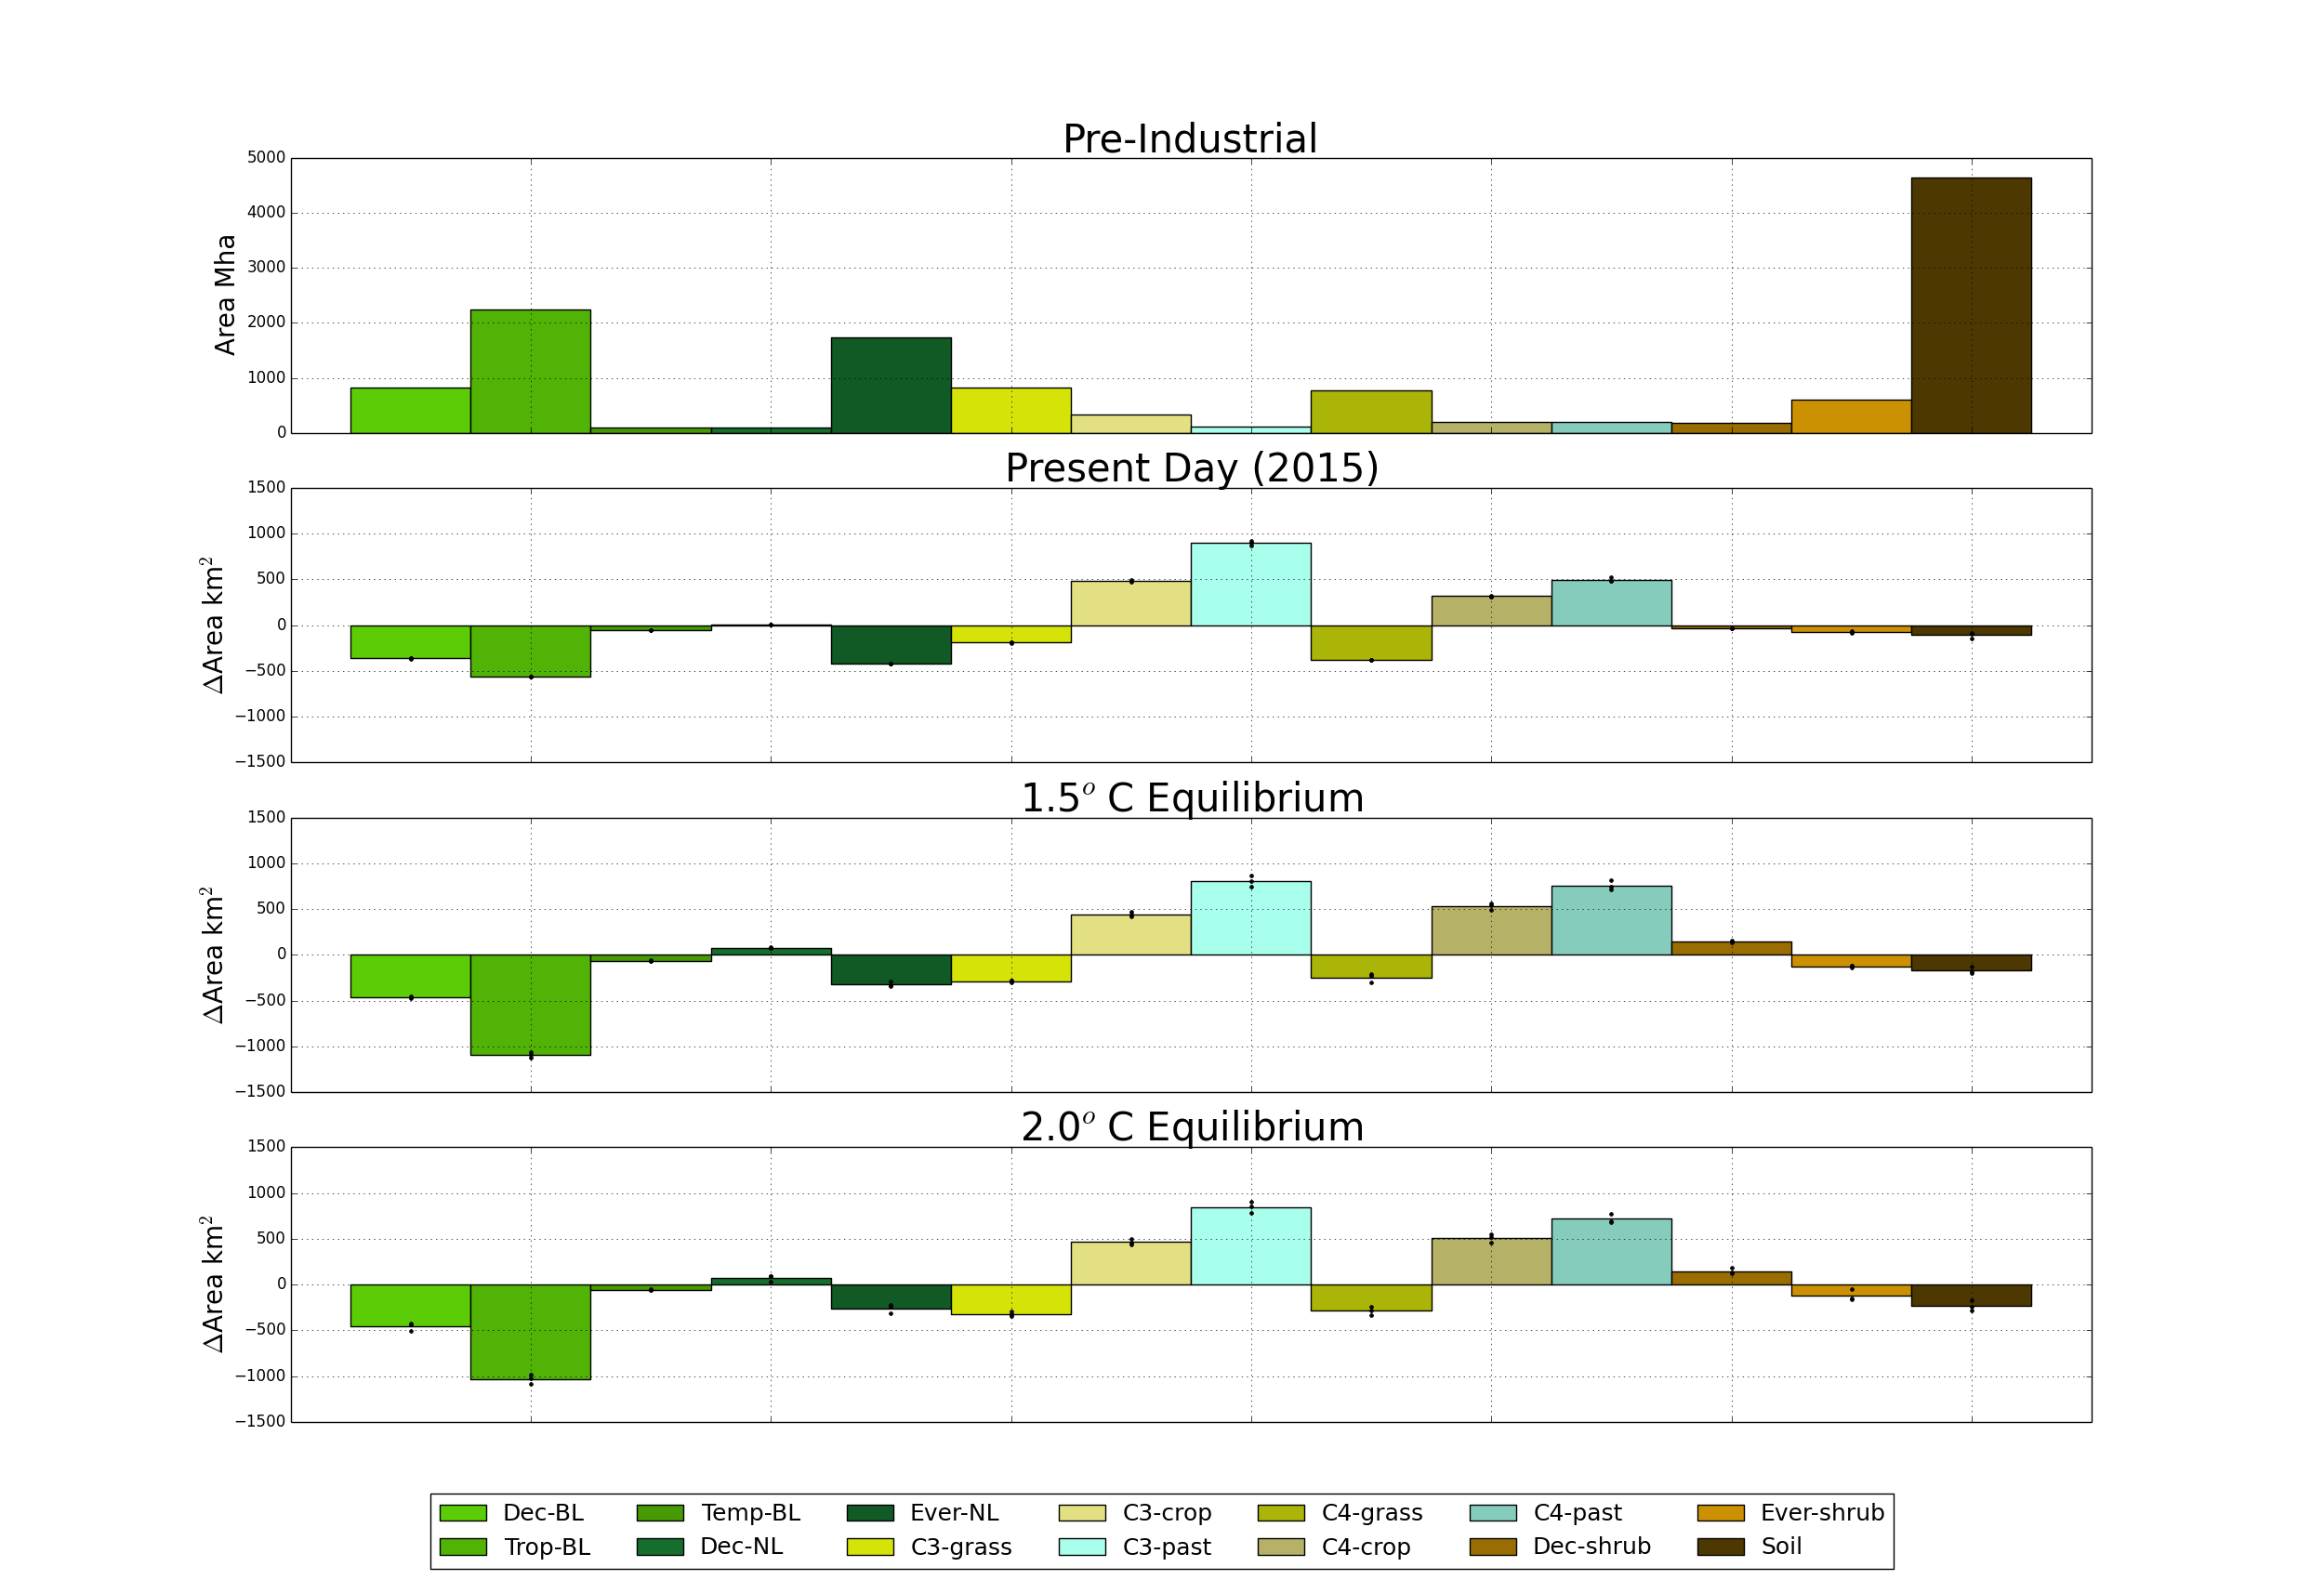 Pre-Industrial
5000
4000
3000
2000
1000
0
Area Mha
Present Day (2015)
1500
1000
500
0
−500
−1000
−1500
ΔArea km²
1.5° C Equilibrium
1500
1000
500
0
−500
−1000
−1500
ΔArea km²
2.0° C Equilibrium
1500
1000
500
0
−500
−1000
−1500
ΔArea km²
Dec-BL Temp-BL Ever-NL C3-crop C4-grass C4-past Ever-shrub
Trop-BL Dec-NL C3-grass C3-past C4-crop Dec-shrub Soil